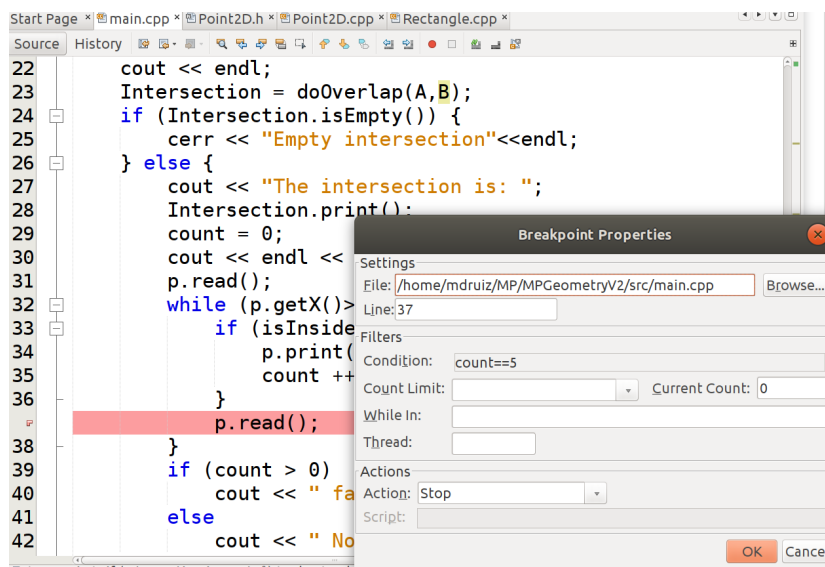 Start Page × main.cpp × Point2D.h × Point2D.cpp × Rectangle.cpp ×
Source History
22 cout << endl;
23 Intersection = doOverlap(A,B);
24 if (Intersection.isEmpty()) {
25 cerr << "Empty intersection"<<endl;
26 } else {
27 cout << "The intersection is: ";
28 Intersection.print();
29 count = 0;
30 cout << endl <<
31 p.read();
32 while (p.getX()>
33 if (isInside
34 p.print(
35 count ++
36 }
p.read();
38 }
39 if (count > 0)
40 cout << " fa
41 else
42 cout << " No
Breakpoint Properties
Settings
File: /home/mdruiz/MP/MPGeometryV2/src/main.cpp Browse...
Line: 37
Filters
Condition: count==5
Count Limit: Current Count: 0
While In:
Thread:
Actions
Action: Stop
Script:
OK Cance